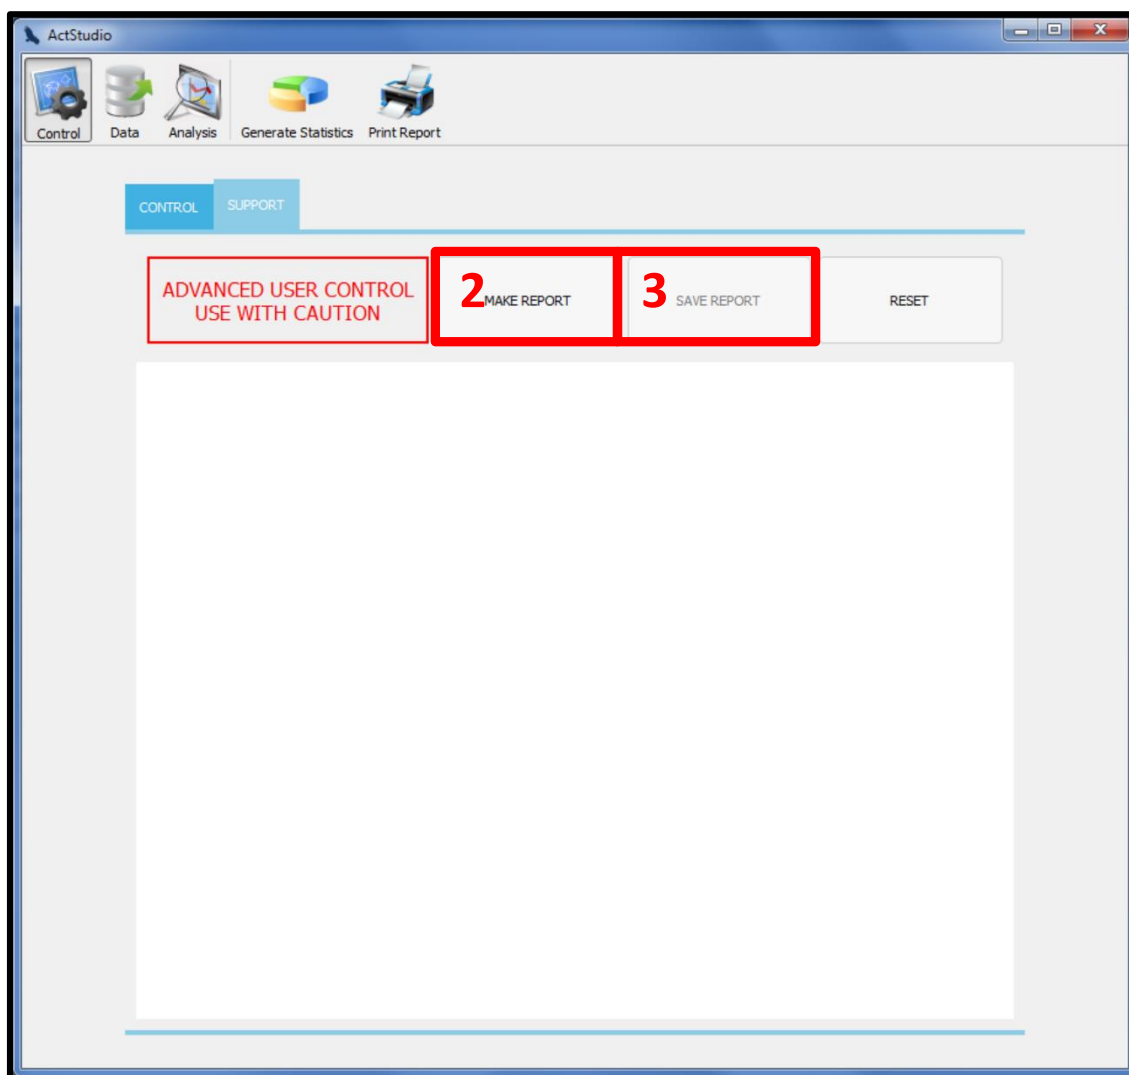 ActStudio
Control Data Analysis Generate Statistics Print Report
CONTROL SUPPORT
ADVANCED USER CONTROL
USE WITH CAUTION
2 MAKE REPORT
3 SAVE REPORT
RESET